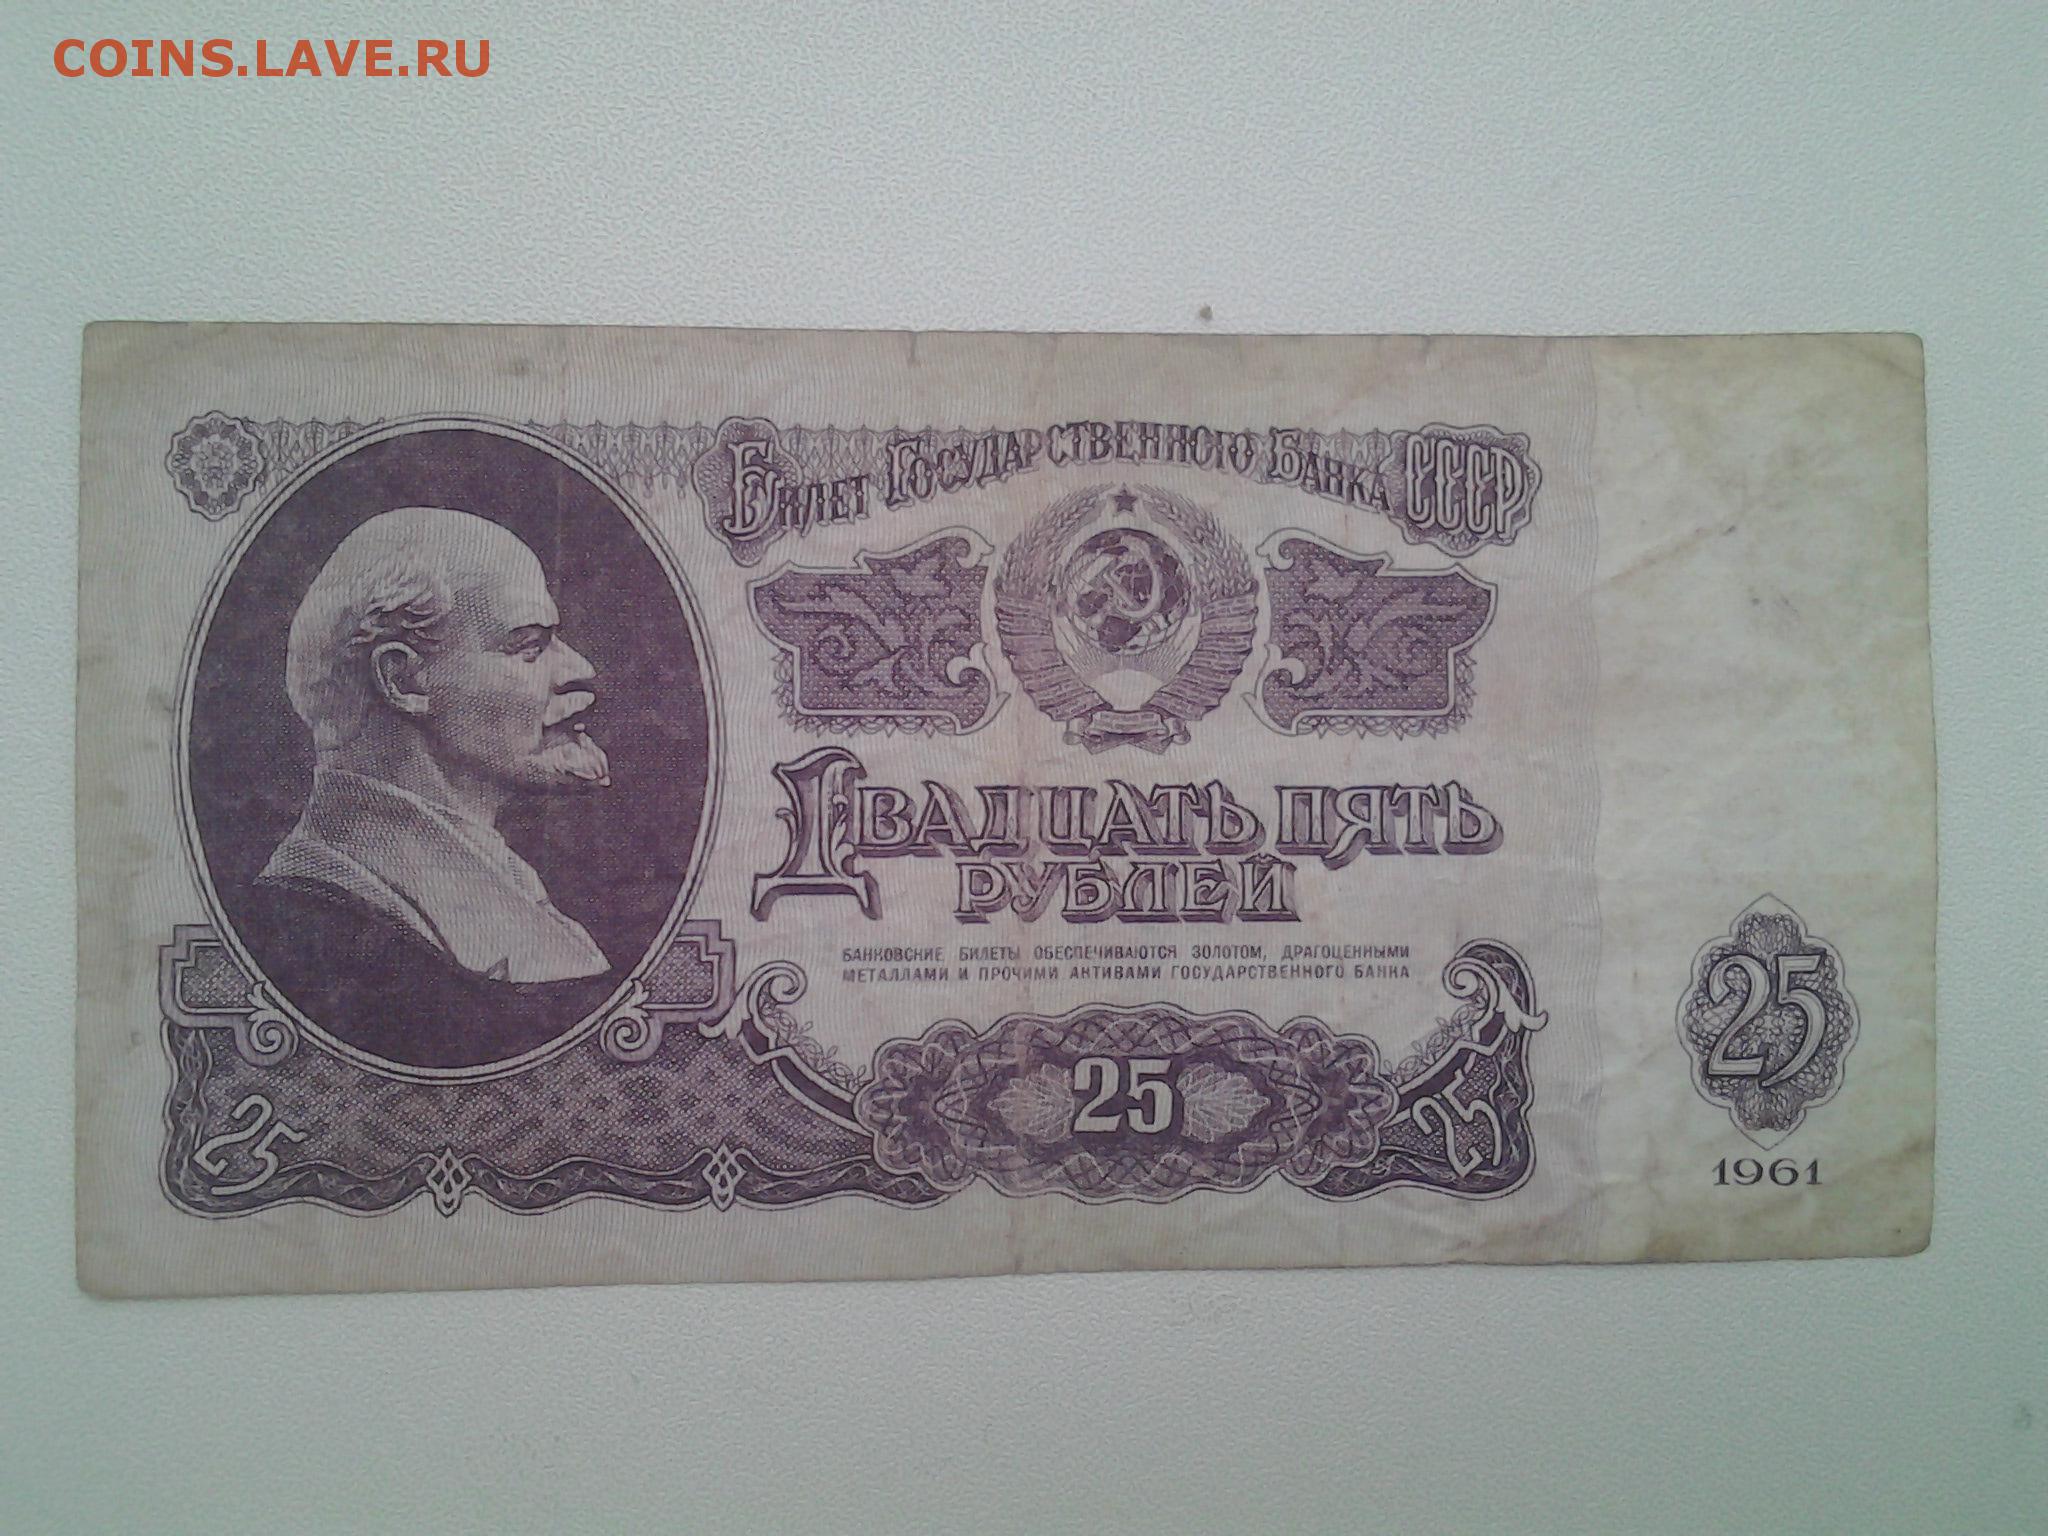 COINS.LAVE.RU
Билет Государственного Банка СССР
Двадцать пять
рублей
БАНКОВСКИЕ БИЛЕТЫ ОБЕСПЕЧИВАЮТСЯ ЗОЛОТОМ, ДРАГОЦЕННЫМИ
МЕТАЛЛАМИ И ПРОЧИМИ АКТИВАМИ ГОСУДАРСТВЕННОГО БАНКА
25
25
25
25
1961